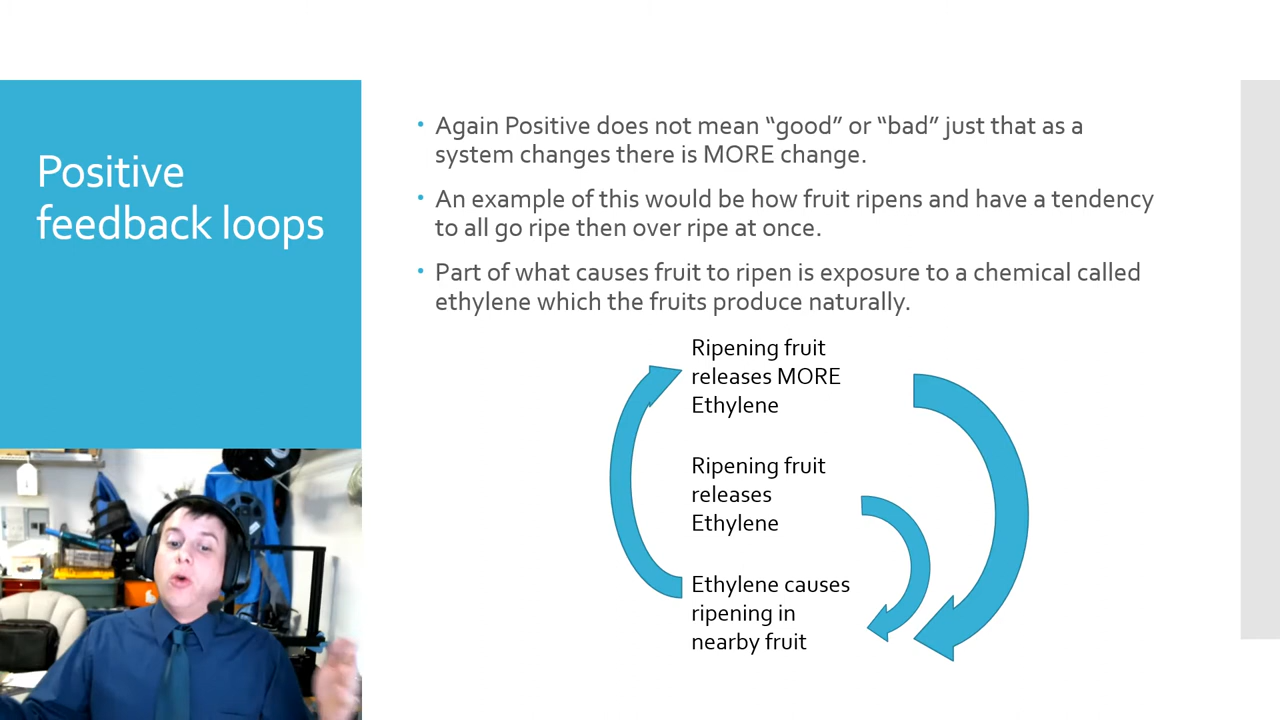 Positive
feedback loops
• Again Positive does not mean “good” or “bad” just that as a
system changes there is MORE change.
• An example of this would be how fruit ripens and have a tendency
to all go ripe then over ripe at once.
• Part of what causes fruit to ripen is exposure to a chemical called
ethylene which the fruits produce naturally.
Ripening fruit
releases MORE
Ethylene
Ripening fruit
releases
Ethylene
Ethylene causes
ripening in
nearby fruit